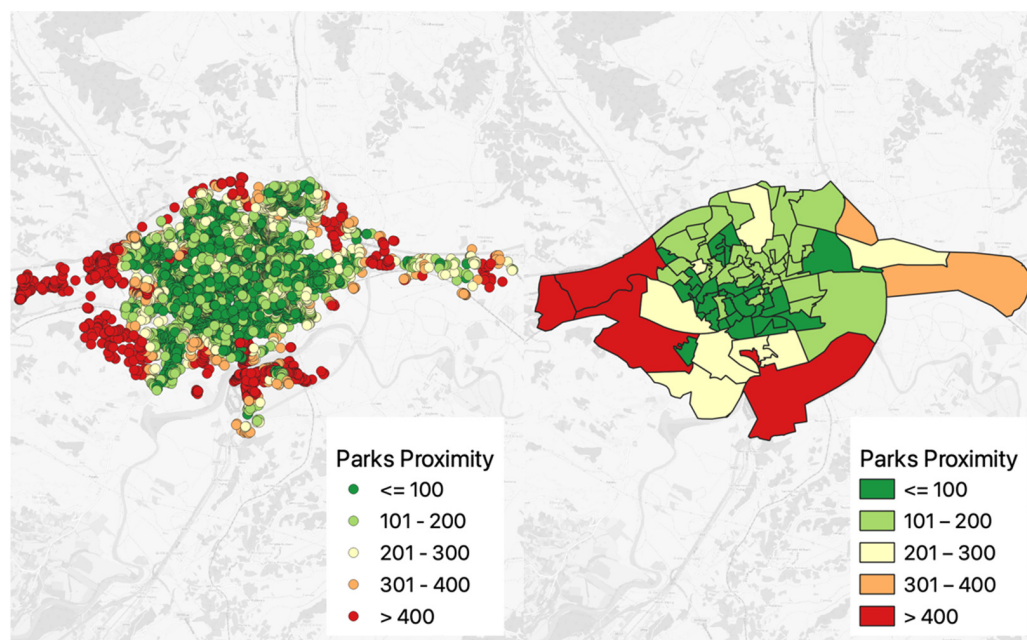 Parks Proximity
<= 100
101 - 200
201 - 300
301 - 400
> 400
Parks Proximity
<= 100
101 – 200
201 – 300
301 – 400
> 400